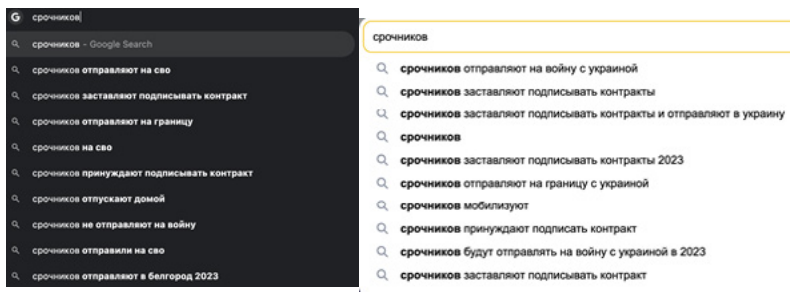 G срочников
срочников – Google Search
срочников отправляют на сво
срочников заставляют подписывать контракт
срочников отправляют на границу
срочников на сво
срочников принуждают подписывать контракт
срочников отпускают домой
срочников не отправляют на войну
срочников отправили на сво
срочников отправляют в белгород 2023
срочников
срочников отправляют на войну с украиной
срочников заставляют подписывать контракты
срочников заставляют подписывать контракты и отправляют в украину
срочников
срочников заставляют подписывать контракты 2023
срочников отправляют на границу с украиной
срочников мобилизуют
срочников принуждают подписать контракт
срочников будут отправлять на войну с украиной в 2023
срочников заставляют подписывать контракт